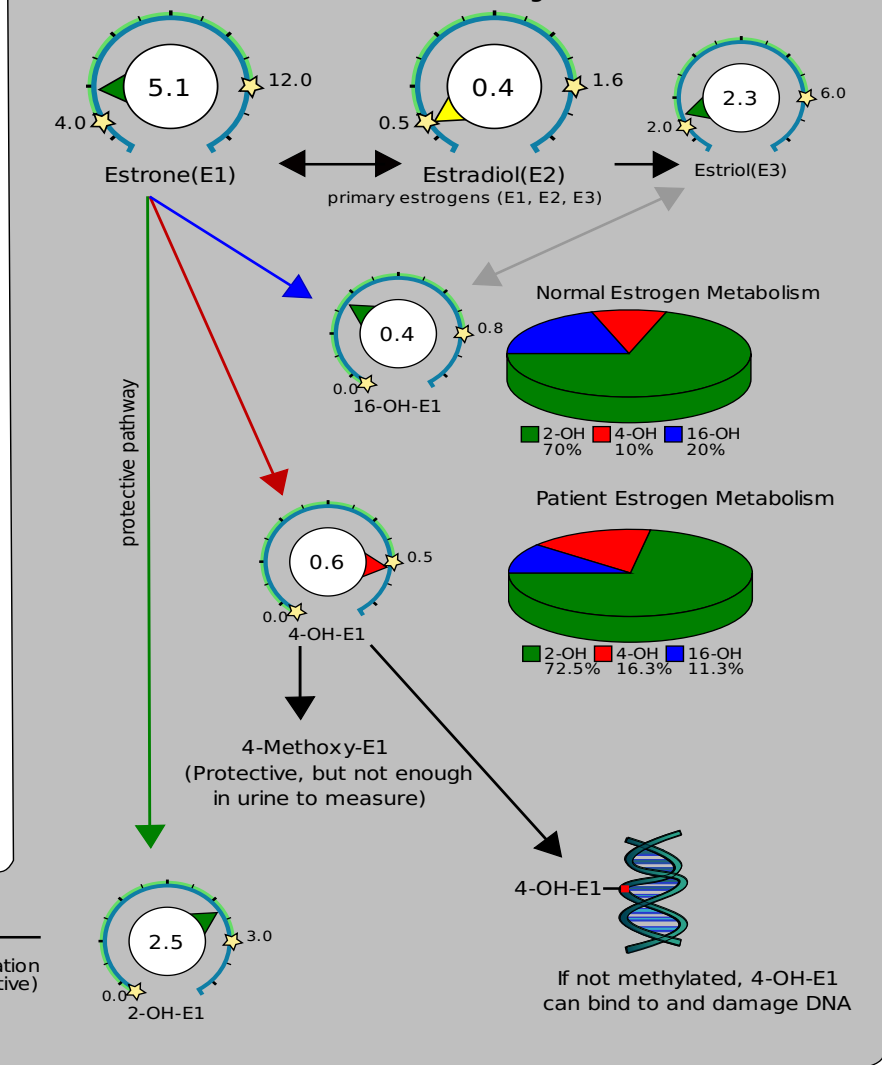 5.1
12.0
4.0
Estrone(E1)
0.4
1.6
0.5
Estradiol(E2)
2.3
6.0
2.0
Estriol(E3)
primary estrogens (E1, E2, E3)
0.4
0.8
0.0
16-OH-E1
Normal Estrogen Metabolism
2-OH 4-OH 16-OH
70% 10% 20%
protective pathway
Patient Estrogen Metabolism
2-OH 4-OH 16-OH
72.5% 16.3% 11.3%
0.6
0.5
0.0
4-OH-E1
4-Methoxy-E1
(Protective, but not enough
in urine to measure)
4-OH-E1
If not methylated, 4-OH-E1
can bind to and damage DNA
2.5
3.0
0.0
2-OH-E1
ation
tive)